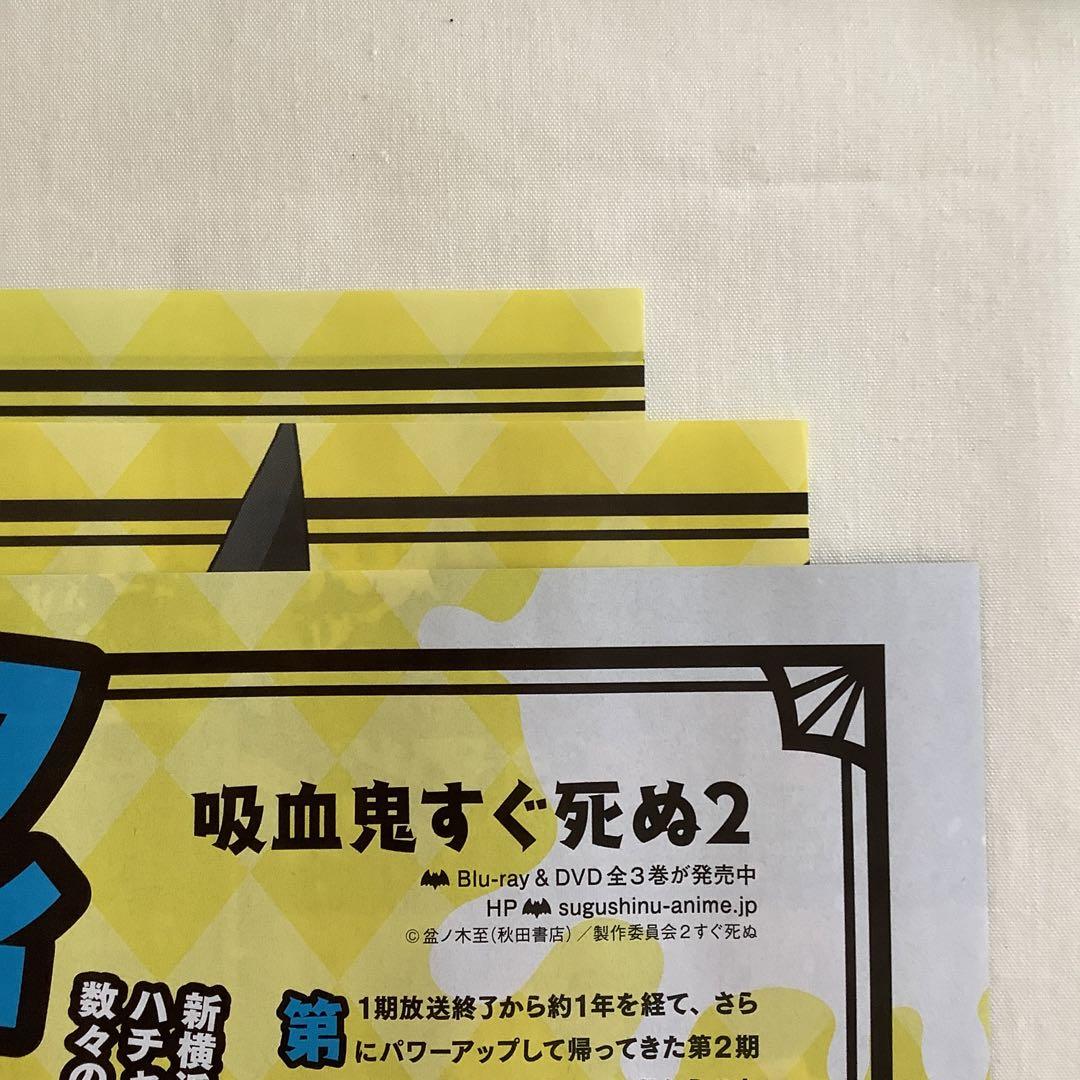 吸血鬼すぐ死ぬ2
Blu-ray & DVD 全3巻が発売中
HP sugushinu-anime.jp
©盆ノ木至(秋田書店)／製作委員会2すぐ死ぬ
第1期放送終了から約1年を経て、さら
にパワーアップして帰ってきた第2期
新横
ハチ
数々の